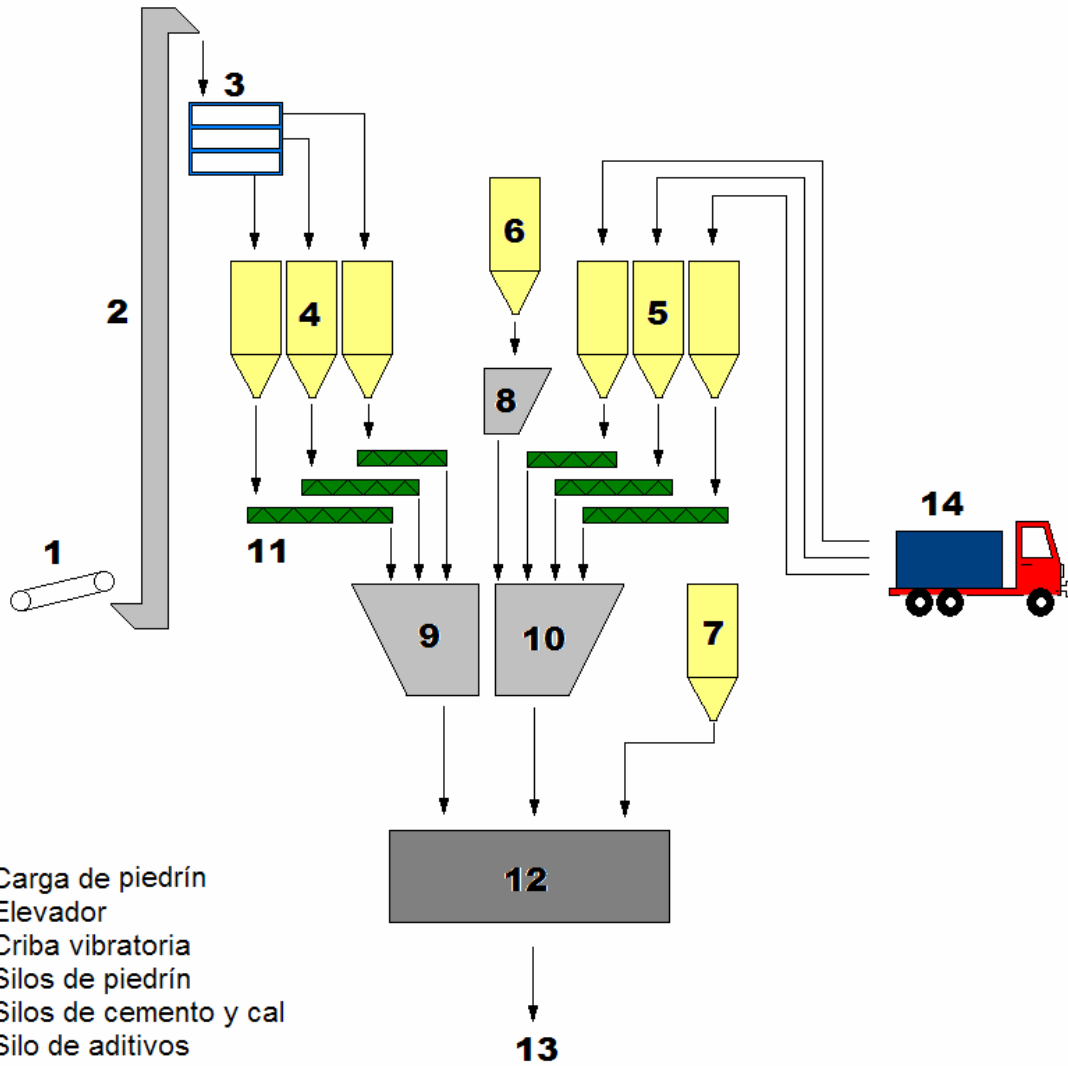 3
2
6
4
5
8
14
11
1
9
10
7
12
Carga de piedrín
Elevador
Criba vibratoria
Silos de piedrín
Silos de cemento y cal
Silo de aditivos
13